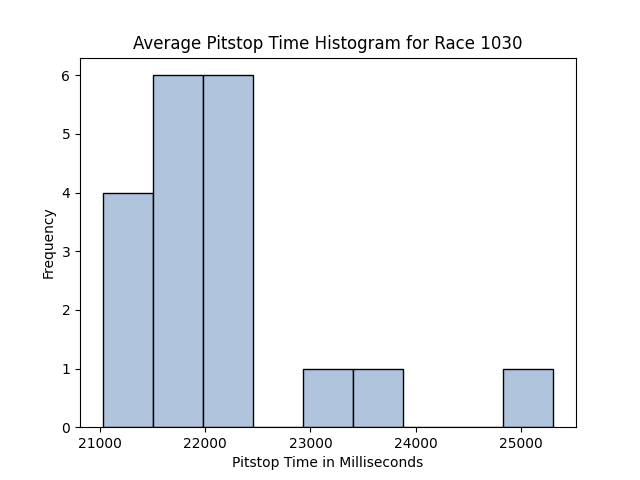 Average Pitstop Time Histogram for Race 1030
6
5
4
3
2
1
0
Frequency
21000 22000 23000 24000 25000
Pitstop Time in Milliseconds